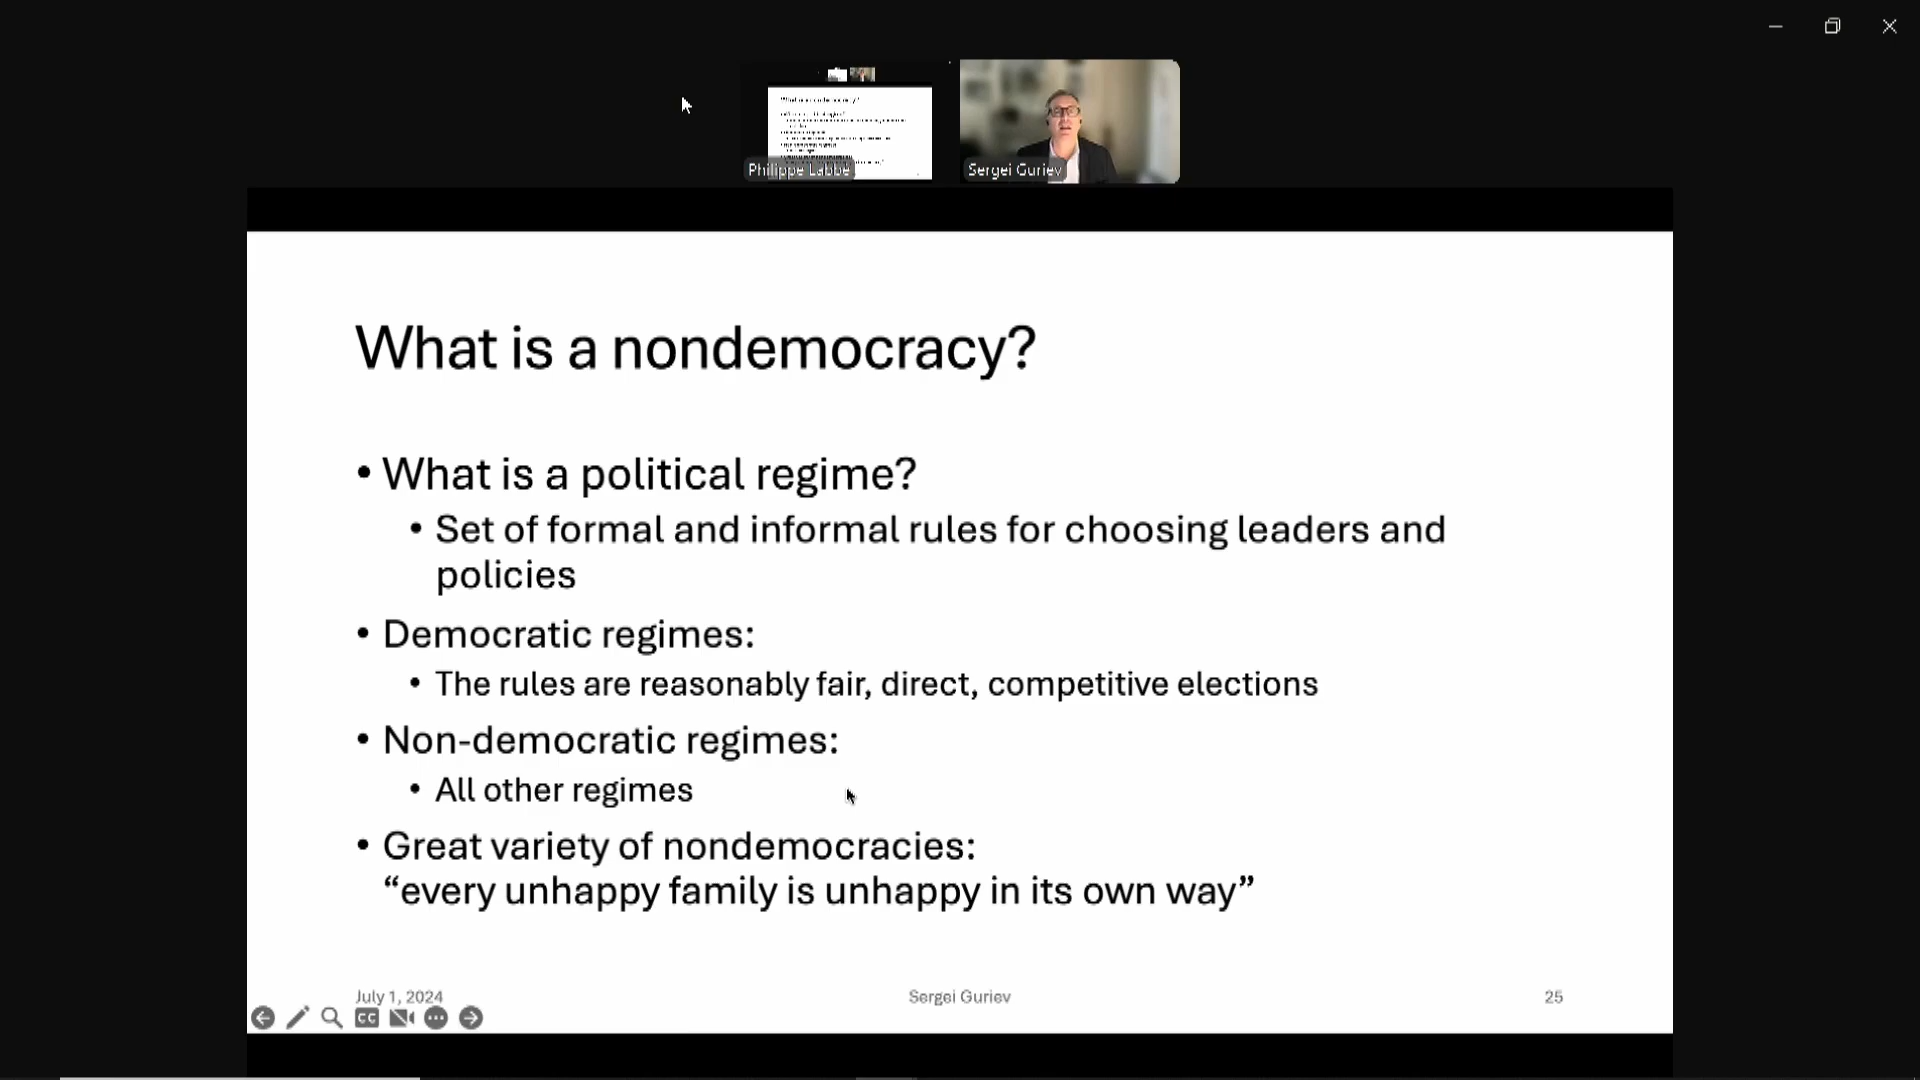 Philippe Labbe
Sergei Guriev
What is a nondemocracy?
• What is a political regime?
• Set of formal and informal rules for choosing leaders and
policies
• Democratic regimes:
• The rules are reasonably fair, direct, competitive elections
• Non-democratic regimes:
• All other regimes
• Great variety of nondemocracies:
“every unhappy family is unhappy in its own way”
July 1, 2024
Sergei Guriev
25
CC